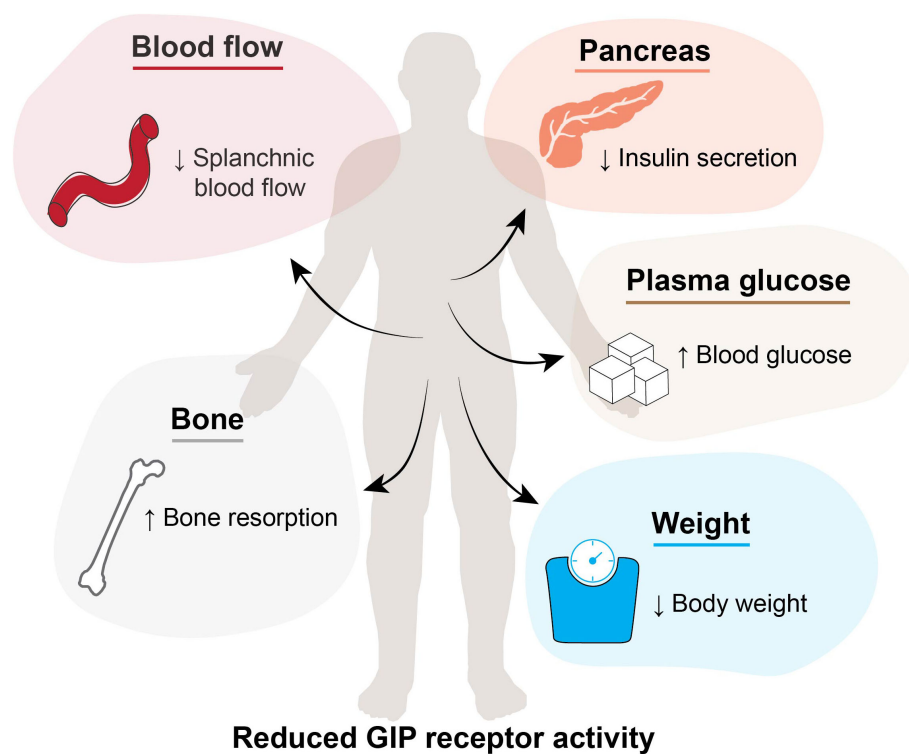 Blood flow
↓ Splanchnic
blood flow
Pancreas
↓ Insulin secretion
Plasma glucose
↑ Blood glucose
Bone
↑ Bone resorption
Weight
↓ Body weight
Reduced GIP receptor activity